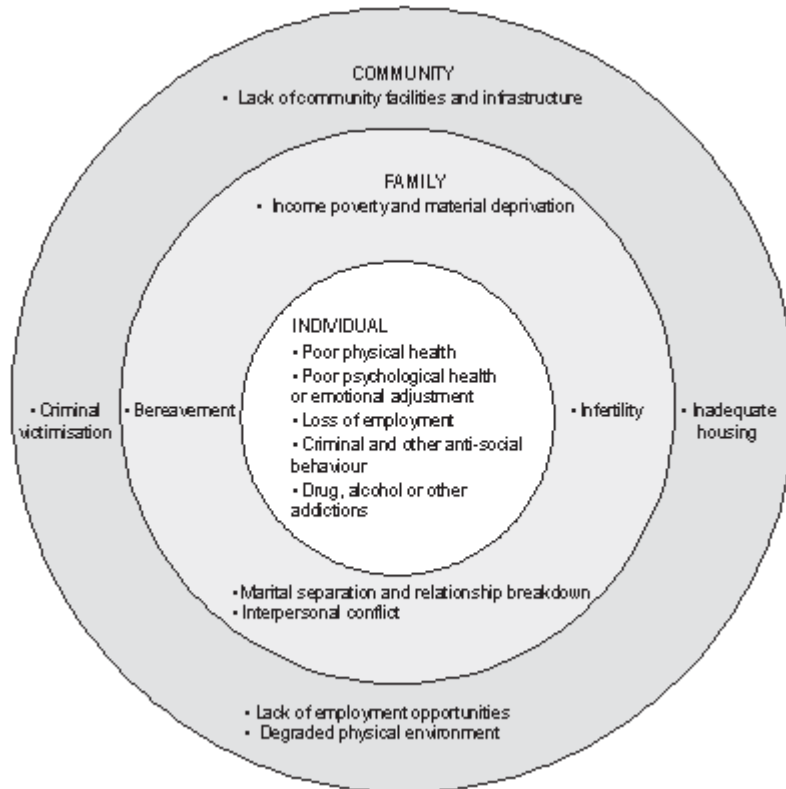 COMMUNITY
• Lack of community facilities and infrastructure
FAMILY
• Income poverty and material deprivation
INDIVIDUAL
• Poor physical health
• Poor psychological health
or emotional adjustment
• Loss of employment
• Criminal and other anti-social
behaviour
• Drug, alcohol or other
addictions
• Criminal
victimisation
• Bereavement
• Infertility
• Inadequate
housing
• Marital separation and relationship breakdown
• Interpersonal conflict
• Lack of employment opportunities
• Degraded physical environment